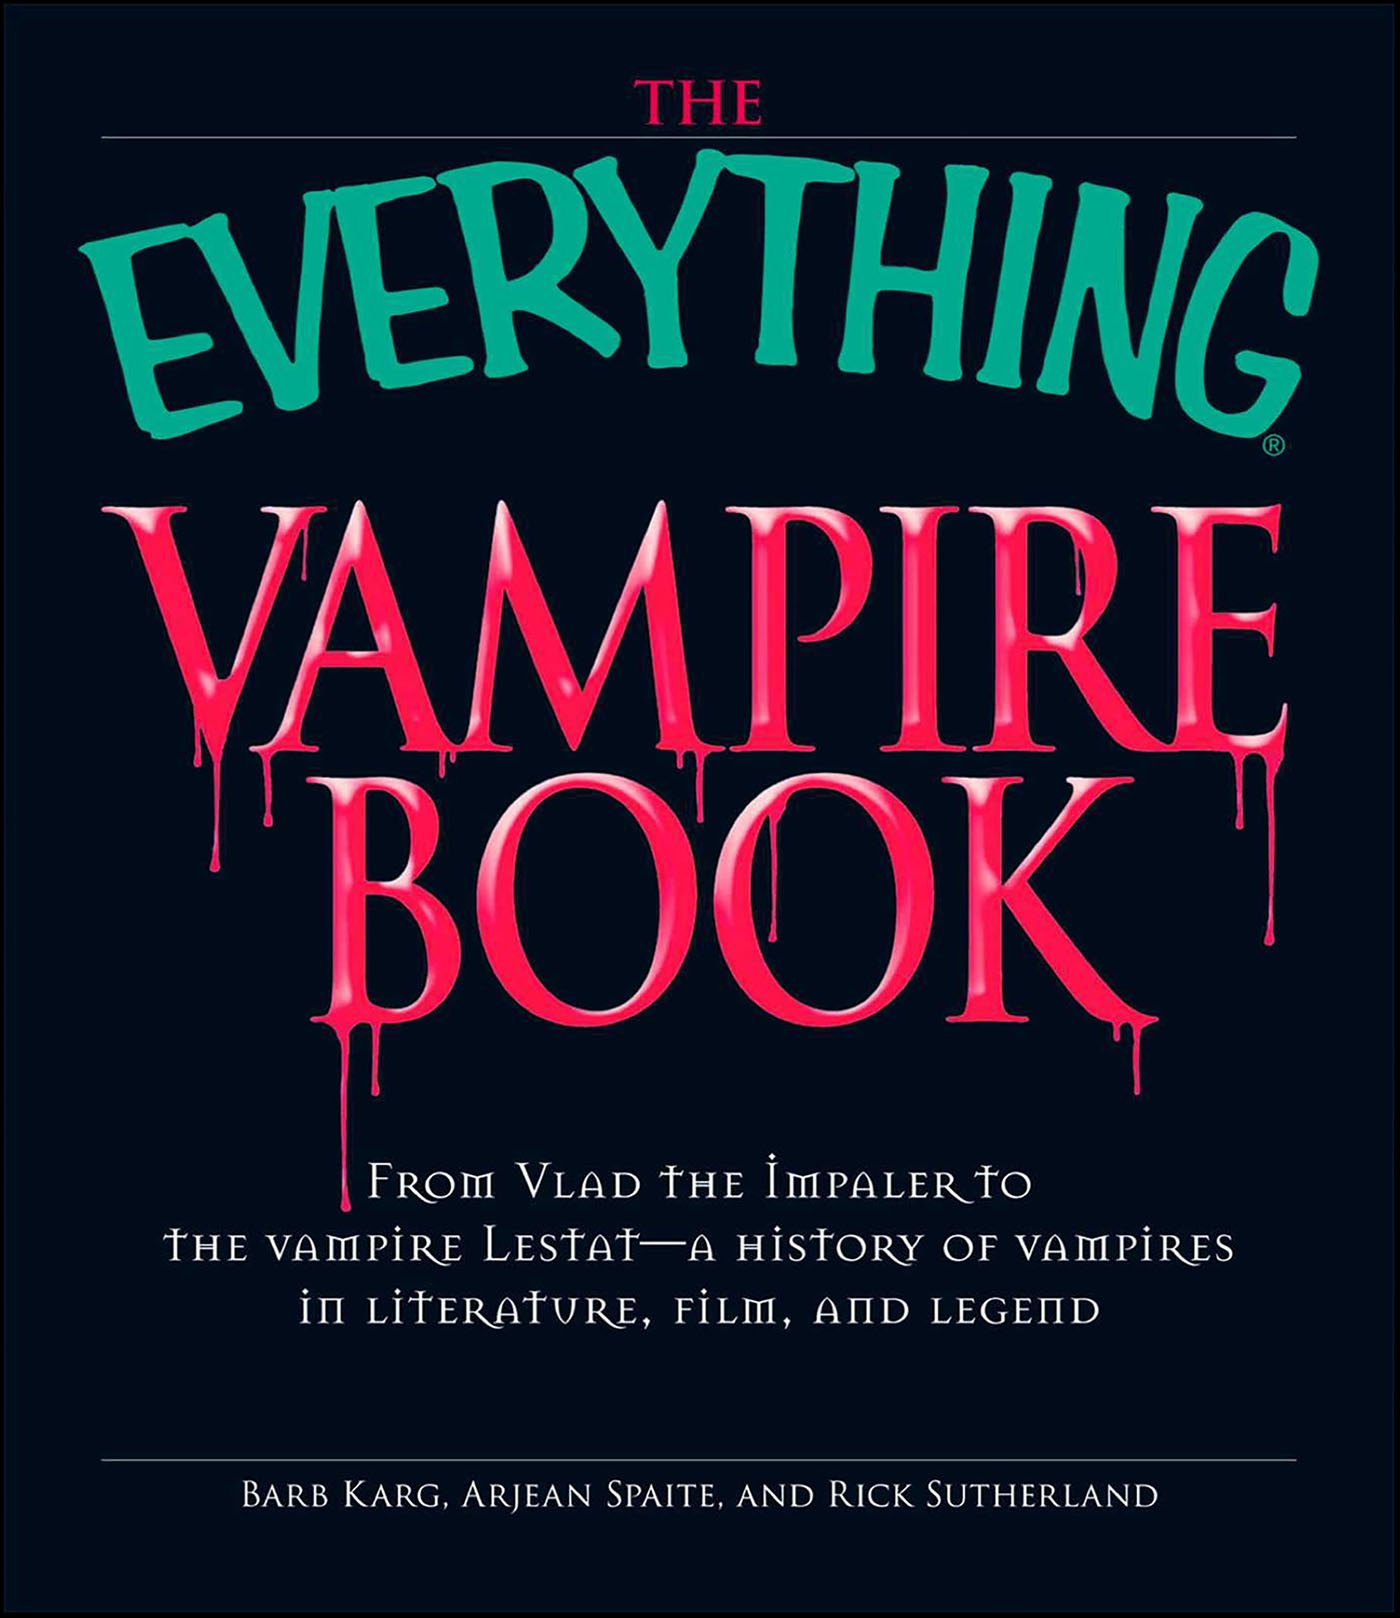 THE
EVERYTHING®
VAMPIRE
BOOK
From Vlad the Impaler to
the vampire Lestat—a history of vampires
in literature, film, and legend
Barb Karg, Arjean Spaite, and Rick Sutherland